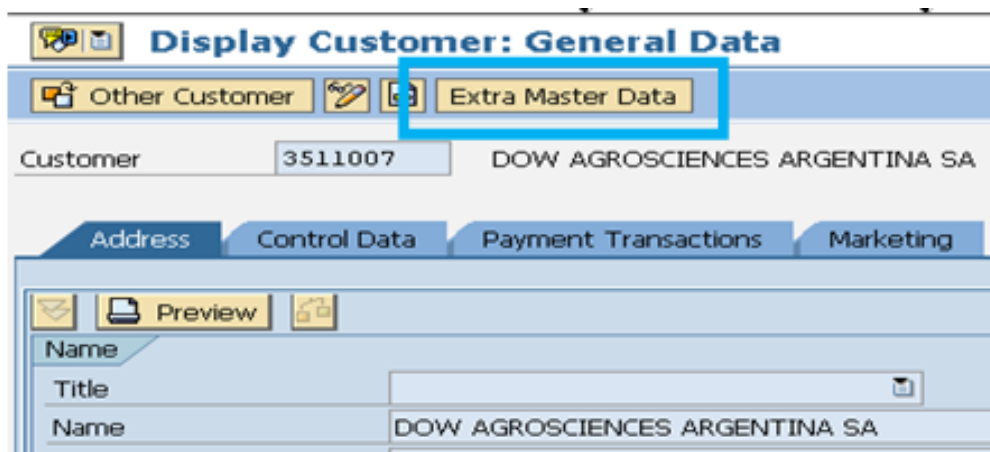 Display Customer: General Data
Other Customer Extra Master Data
Customer 3511007 DOW AGROSCIENCES ARGENTINA SA
Address Control Data Payment Transactions Marketing
Preview
Name
Title
Name DOW AGROSCIENCES ARGENTINA SA